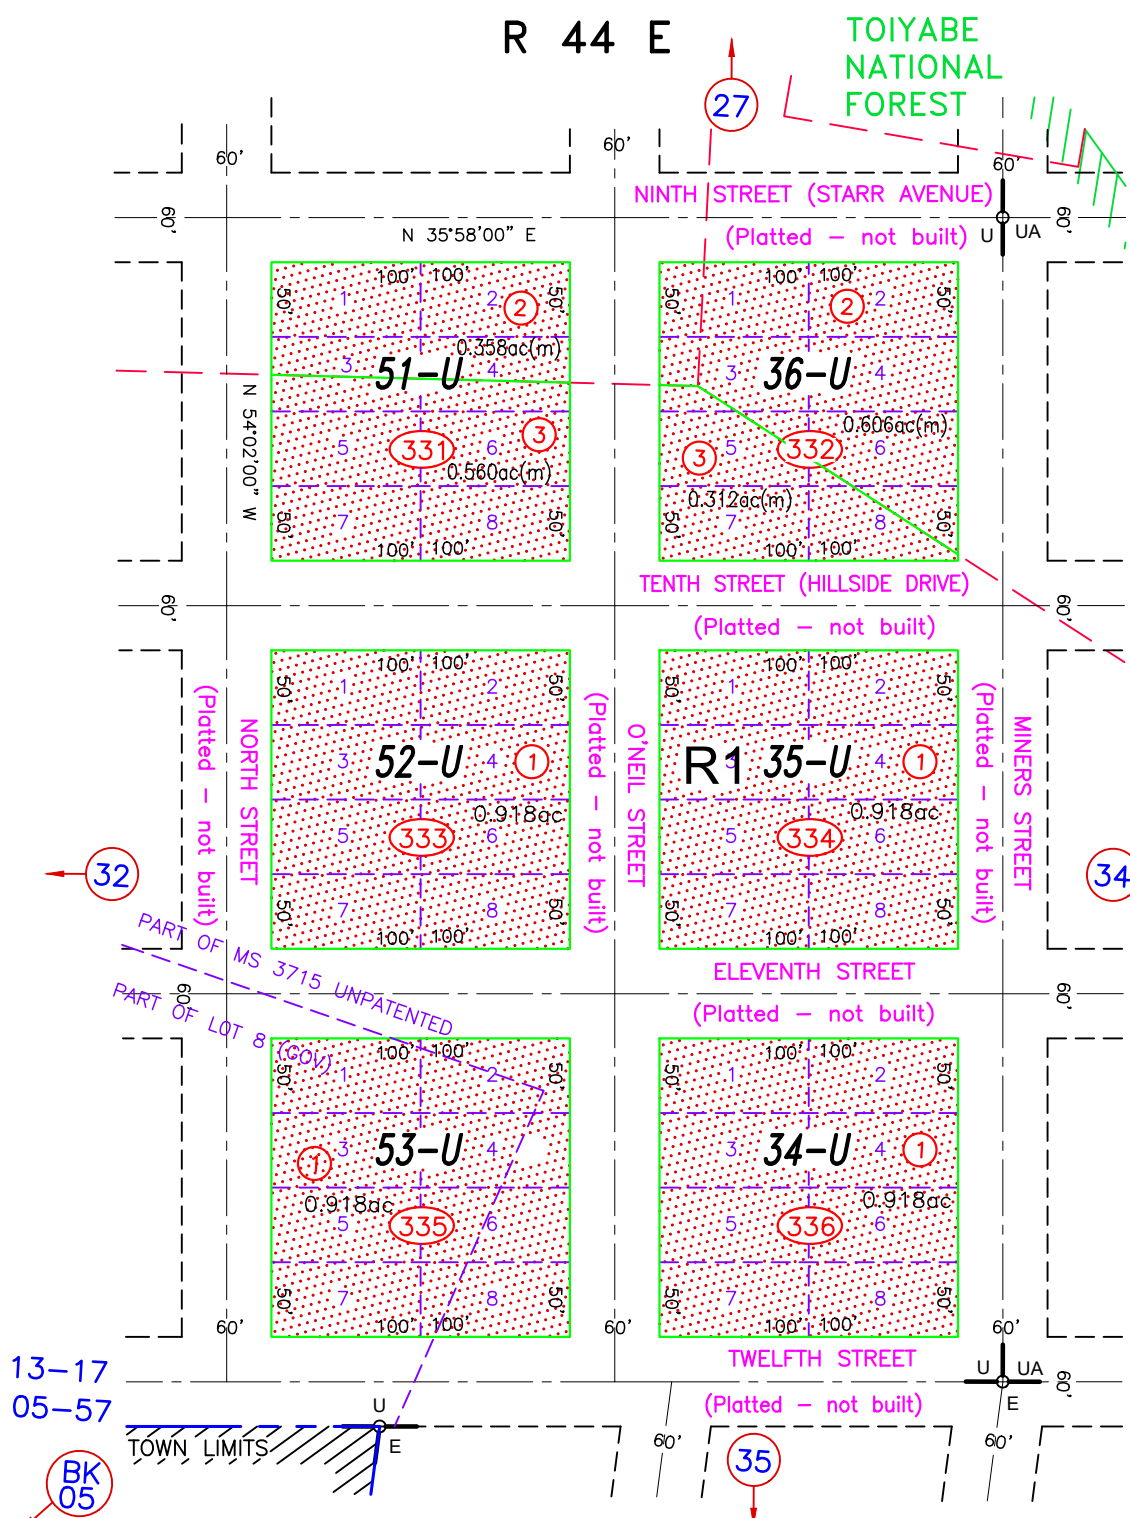 R 44 E
TOIYABE
NATIONAL
FOREST
27
60'
60'
60'
NINTH STREET (STARR AVENUE)
60'
60'
N 35°58'00" E
(Platted - not built)
U
UA
100'
100'
100'
100'
50'
1
2
2
50'
50'
1
2
2
50'
0.358ac(m)
3
51-U
4
3
36-U
4
N 54°02'00" W
3
0.606ac(m)
5
331
6
3
5
332
6
0.560ac(m)
0.312ac(m)
50'
7
8
50'
7
8
50'
100'
100'
100'
100'
TENTH STREET (HILLSIDE DRIVE)
60'
60'
(Platted - not built)
100'
100'
100'
100'
50'
1
2
50'
50'
1
2
50'
(Platted - not built)
NORTH STREET
(Platted - not built)
O'NEIL STREET
(Platted - not built)
MINERS STREET
3
52-U
4
1
R1
3
35-U
4
1
0.918ac
0.918ac
5
333
6
5
334
6
32
34
50'
7
8
50'
50'
7
8
50'
100'
100'
100'
100'
PART OF MS 3715 UNPATENTED
ELEVENTH STREET
60'
60'
PART OF LOT 8 (GOV)
(Platted - not built)
100'
100'
100'
100'
50'
1
2
50'
50'
1
2
50'
1
3
53-U
4
3
34-U
4
1
0.918ac
0.918ac
5
335
6
5
336
6
50'
7
8
50'
50'
7
8
50'
60'
100'
100'
60'
100'
100'
60'
TWELFTH STREET
13-17
U
UA
60'
05-57
U
(Platted - not built)
E
TOWN LIMITS
E
60'
60'
35
BK
05